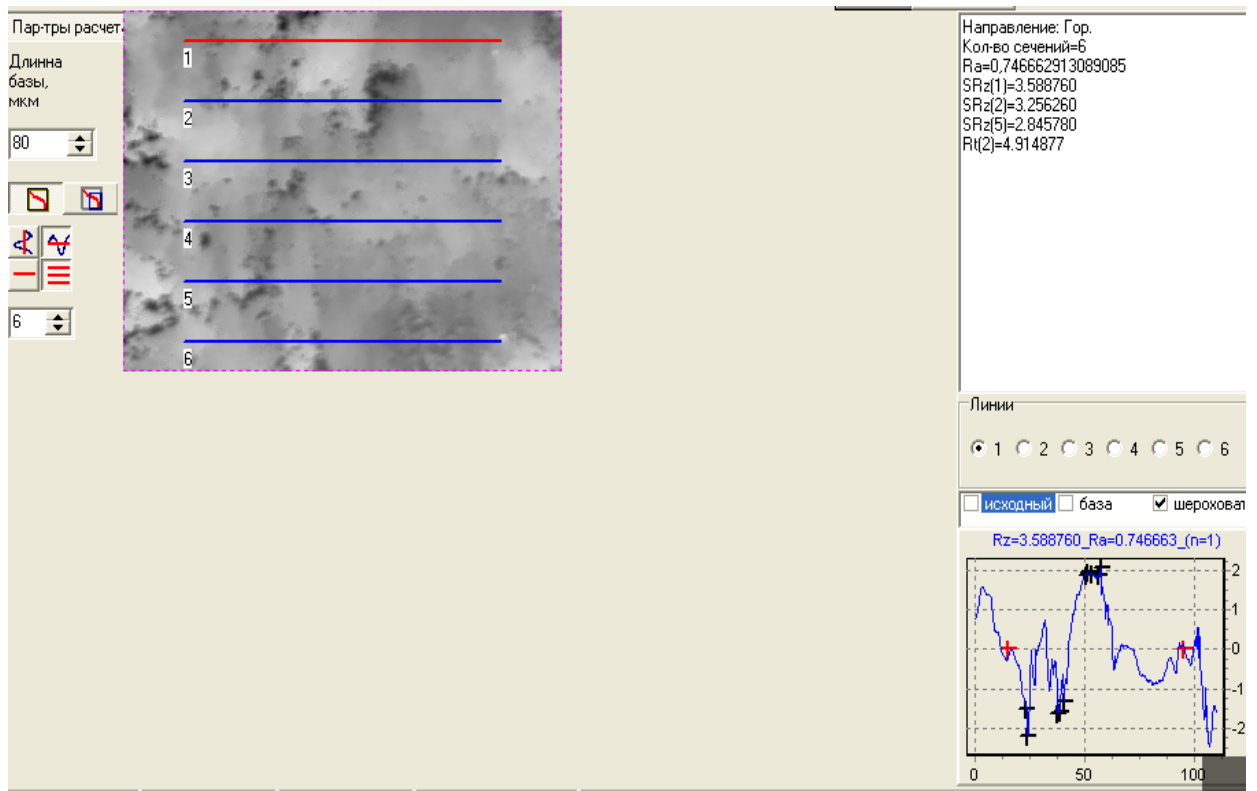 Пар-тры расчет
Длинна
базы,
мкм
80
6
1
2
3
4
5
6
Направление: Гор.
Кол-во сечений=6
Ra=0,746662913089085
SRz(1)=3.588760
SRz(2)=3.256260
SRz(5)=2.845780
Rt(2)=4.914877
Линии
1 2 3 4 5 6
исходный база шероховат
Rz=3.588760_Ra=0.746663_(n=1)
2
1
0
-1
-2
0 50 100